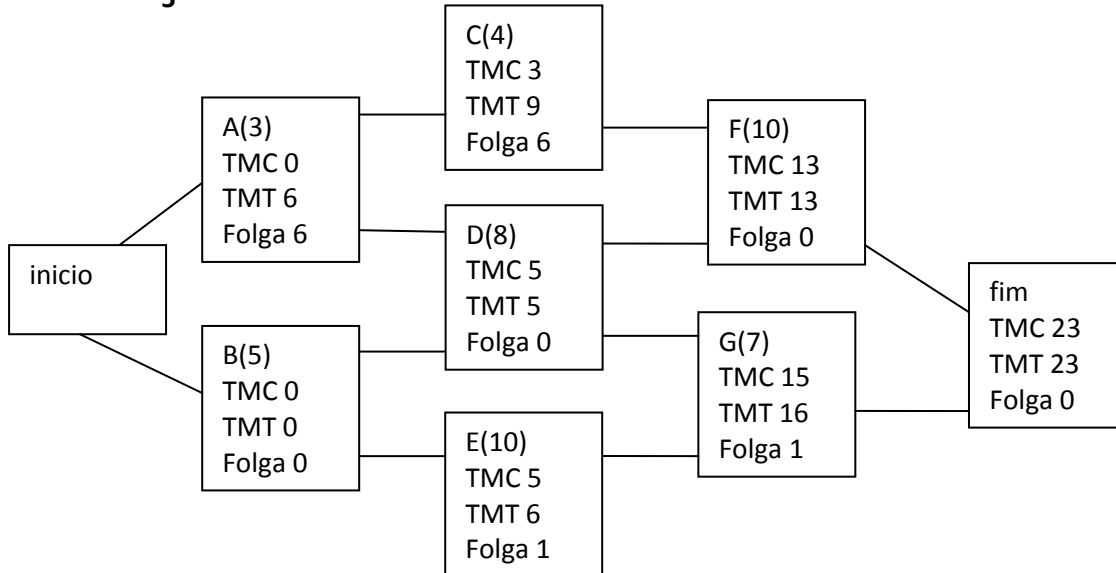 inicio
A(3)
TMC 0
TMT 6
Folga 6
B(5)
TMC 0
TMT 0
Folga 0
C(4)
TMC 3
TMT 9
Folga 6
D(8)
TMC 5
TMT 5
Folga 0
E(10)
TMC 5
TMT 6
Folga 1
F(10)
TMC 13
TMT 13
Folga 0
G(7)
TMC 15
TMT 16
Folga 1
fim
TMC 23
TMT 23
Folga 0